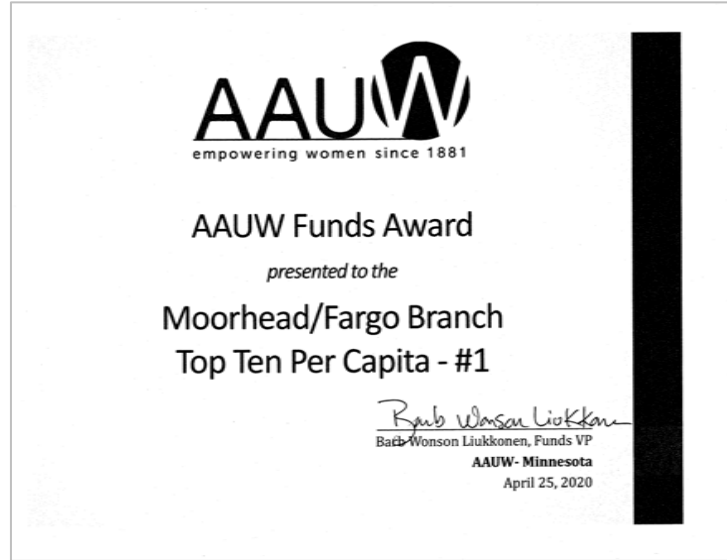 AAUW
empowering women since 1881
AAUW Funds Award
presented to the
Moorhead/Fargo Branch
Top Ten Per Capita - #1
Barb Wonson Liukkonen
Barb Wonson Liukkonen, Funds VP
AAUW- Minnesota
April 25, 2020